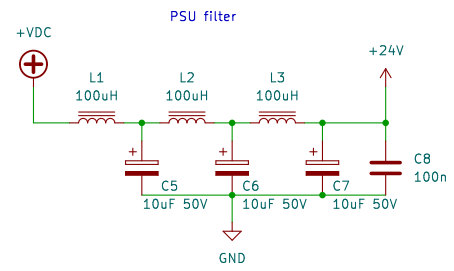 PSU filter
+VDC
+24V
L1
100uH
L2
100uH
L3
100uH
C5
10uF 50V
C6
10uF 50V
C7
10uF 50V
C8
100n
GND